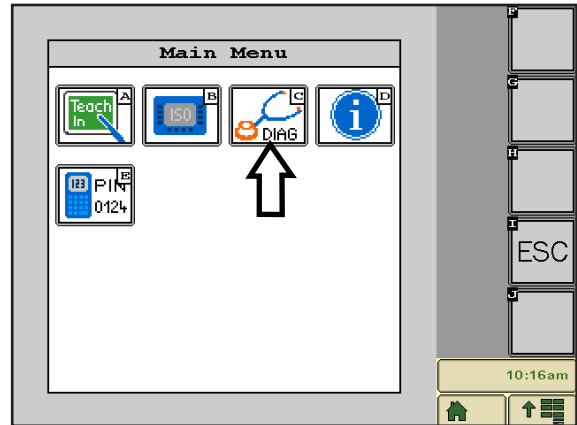 Main Menu
Teach In A
ISO B
DIAG C
i D
123 PIN 0124 E
F
G
H
I
ESC
J
10:16am